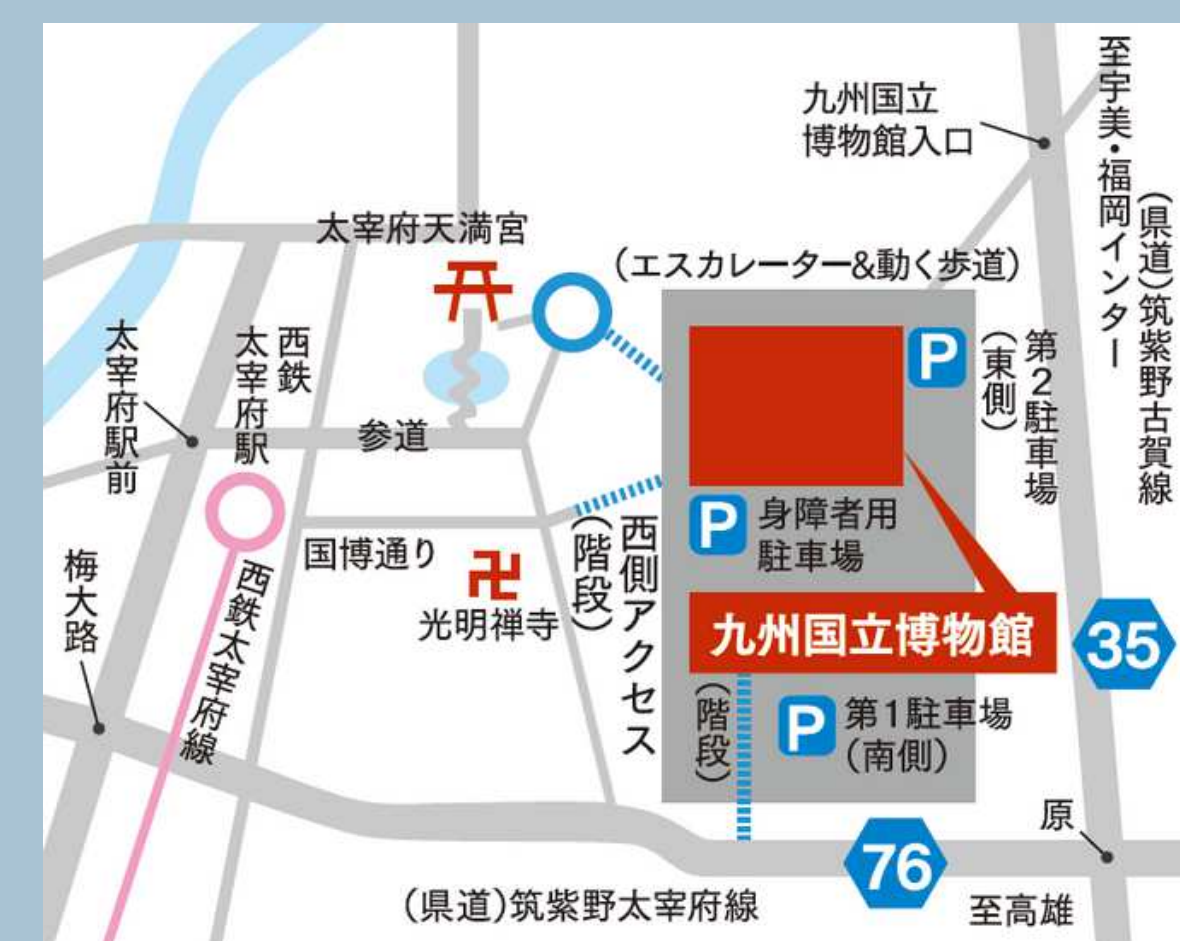 九州国立
博物館入口
至宇美・福岡インター
(県道)筑紫野古賀線
太宰府天満宮
(エスカレーター&動く歩道)
太宰府駅前
西鉄
太宰府駅
参道
P
第2駐車場
(東側)
国博通り
光明禅寺
西側アクセス
(階段)
P
身障者用
駐車場
西鉄太宰府線
梅大路
九州国立博物館
35
(階段)
P
第1駐車場
(南側)
原
76
(県道)筑紫野太宰府線
至高雄